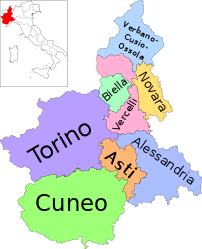 Verbano-
Cusio-
Ossola
Biella
Novara
Vercelli
Torino
Asti
Alessandria
Cuneo